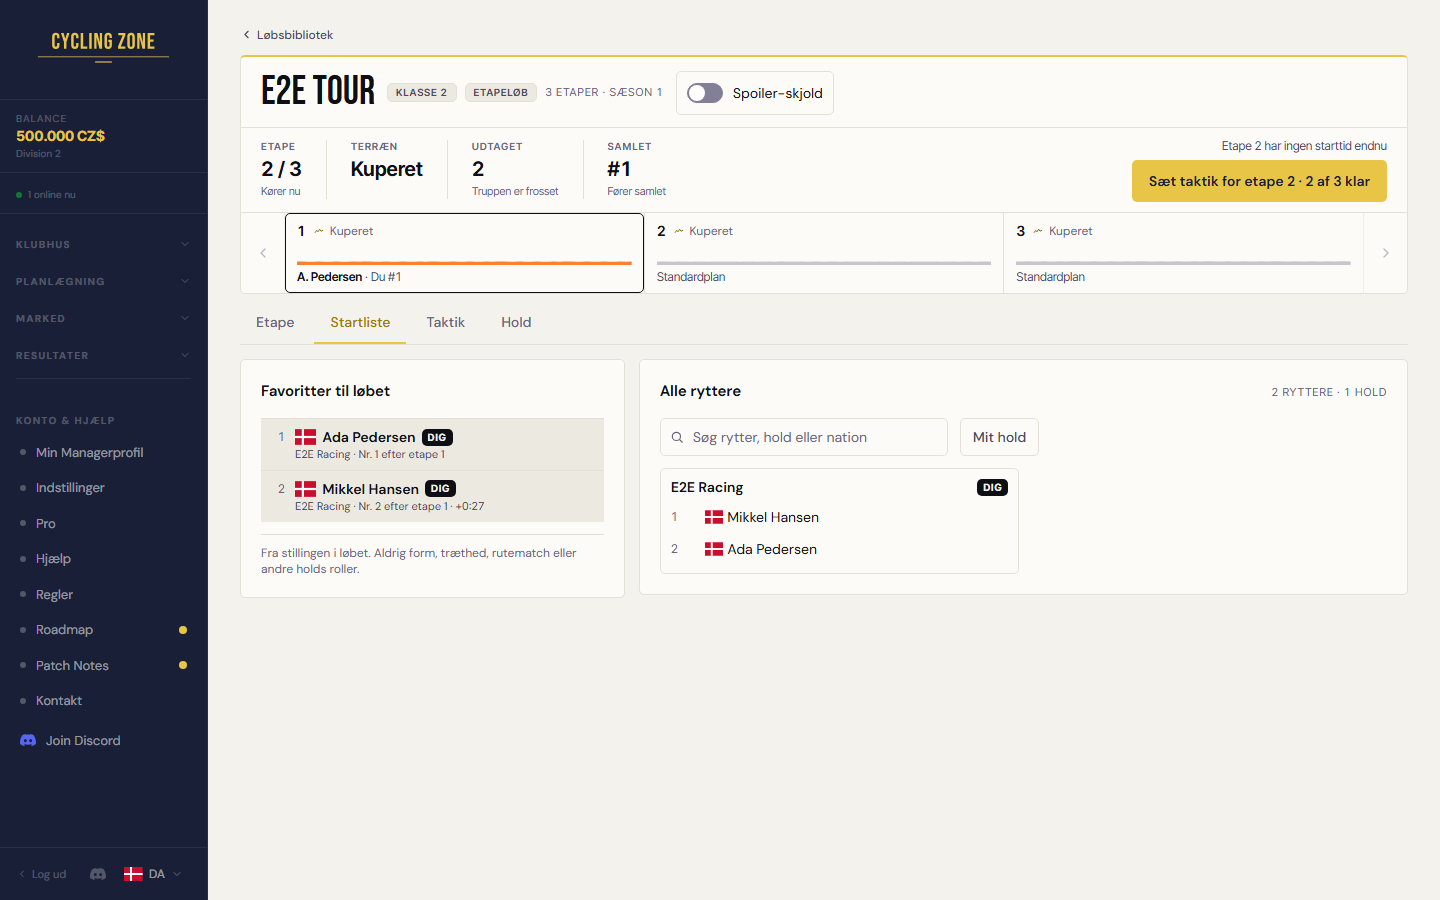 CYCLING ZONE
BALANCE
500.000 CZ$
Division 2
1 online nu
KLUBHUS
PLANLÆGNING
MARKED
RESULTATER
KONTO & HJÆLP
Min Managerprofil
Indstillinger
Pro
Hjælp
Regler
Roadmap
Patch Notes
Kontakt
Join Discord
Log ud
DA
Løbsbibliotek
E2E TOUR
KLASSE 2
ETAPELØB
3 ETAPER · SÆSON 1
Spoiler-skjold
ETAPE
2 / 3
Kører nu
TERRÆN
Kuperet
UDTAGET
2
Truppen er frosset
SAMLET
#1
Fører samlet
Etape 2 har ingen starttid endnu
Sæt taktik for etape 2 · 2 af 3 klar
1 Kuperet
A. Pedersen · Du #1
2 Kuperet
Standardplan
3 Kuperet
Standardplan
Etape
Startliste
Taktik
Hold
Favoritter til løbet
1 Ada Pedersen DIG
E2E Racing · Nr. 1 efter etape 1
2 Mikkel Hansen DIG
E2E Racing · Nr. 2 efter etape 1 · +0:27
Fra stillingen i løbet. Aldrig form, træthed, rutematch eller
andre holds roller.
Alle ryttere
2 RYTTERE · 1 HOLD
Søg rytter, hold eller nation
Mit hold
E2E Racing DIG
1 Mikkel Hansen
2 Ada Pedersen